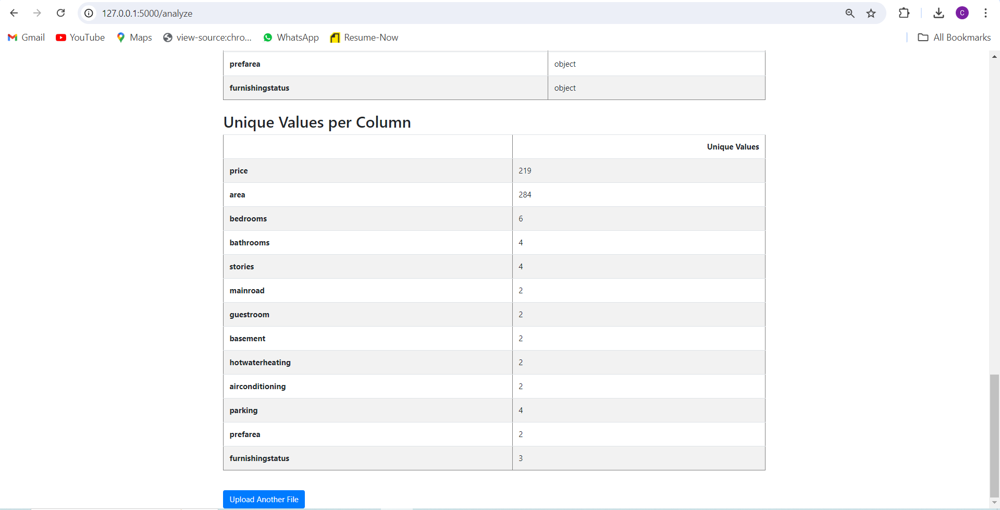 127.0.0.1:5000/analyze
C
Gmail YouTube Maps view-source:chro... WhatsApp Resume-Now All Bookmarks
prefarea object
furnishingstatus object
Unique Values per Column
Unique Values
price 219
area 284
bedrooms 6
bathrooms 4
stories 4
mainroad 2
guestroom 2
basement 2
hotwaterheating 2
airconditioning 2
parking 4
prefarea 2
furnishingstatus 3
Upload Another File